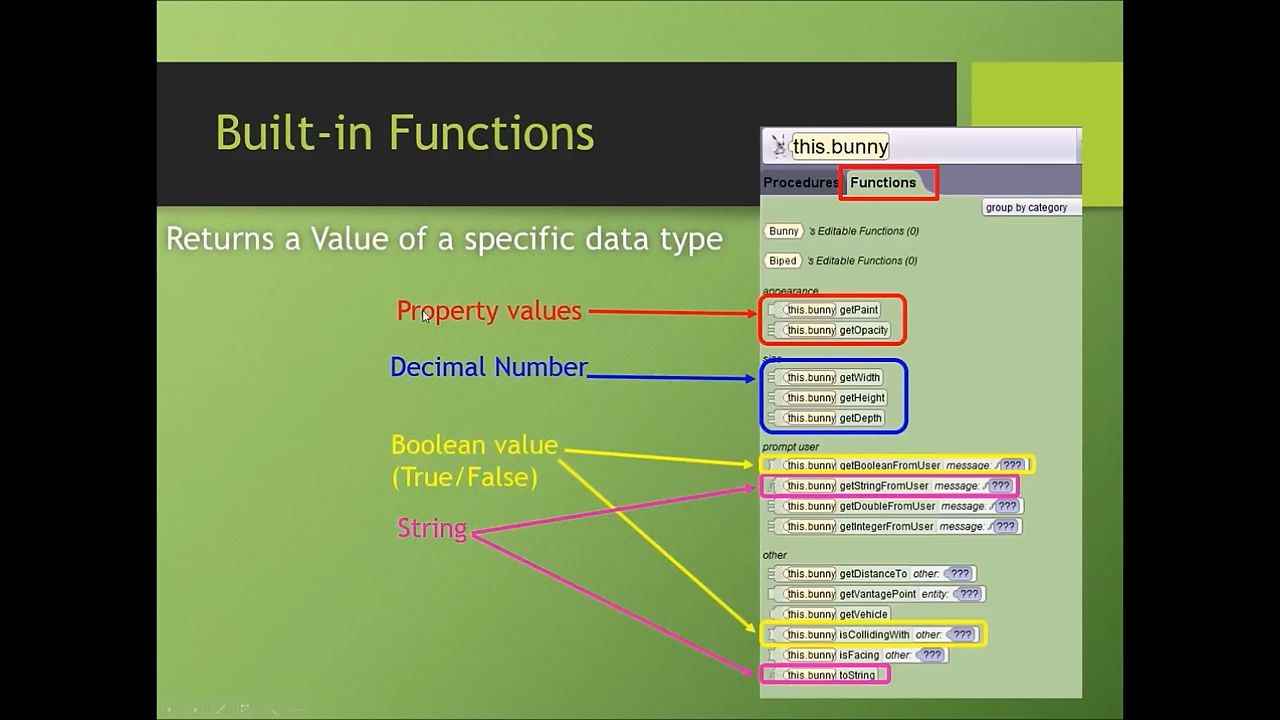 Built-in Functions
Returns a Value of a specific data type
Property values
Decimal Number
Boolean value
(True/False)
String
this.bunny
Procedures Functions
group by category
Bunny 's Editable Functions (0)
Biped 's Editable Functions (0)
appearance
this.bunny getPaint
this.bunny getOpacity
size
this.bunny getWidth
this.bunny getHeight
this.bunny getDepth
prompt user
this.bunny getBooleanFromUser message: ???
this.bunny getStringFromUser message: ???
this.bunny getDoubleFromUser message: ???
this.bunny getIntegerFromUser message: ???
other
this.bunny getDistanceTo other: ???
this.bunny getVantagePoint entity: ???
this.bunny getVehicle
this.bunny isCollidingWith other: ???
this.bunny isFacing other: ???
this.bunny toString